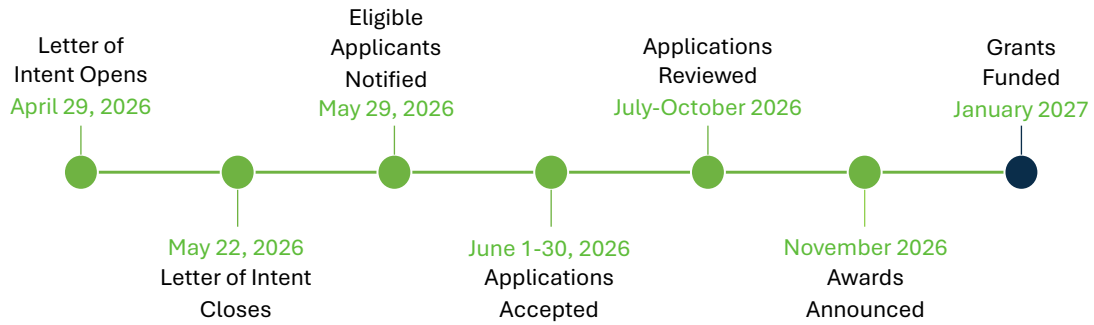 Letter of
Intent Opens
April 29, 2026
May 22, 2026
Letter of Intent
Closes
Eligible
Applicants
Notified
May 29, 2026
June 1-30, 2026
Applications
Accepted
Applications
Reviewed
July-October 2026
November 2026
Awards
Announced
Grants
Funded
January 2027